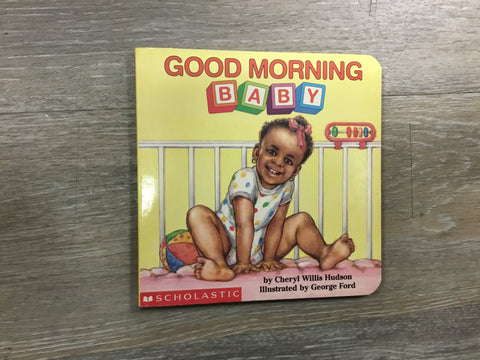 GOOD MORNING
BABY
by Cheryl Willis Hudson
Illustrated by George Ford
SCHOLASTIC